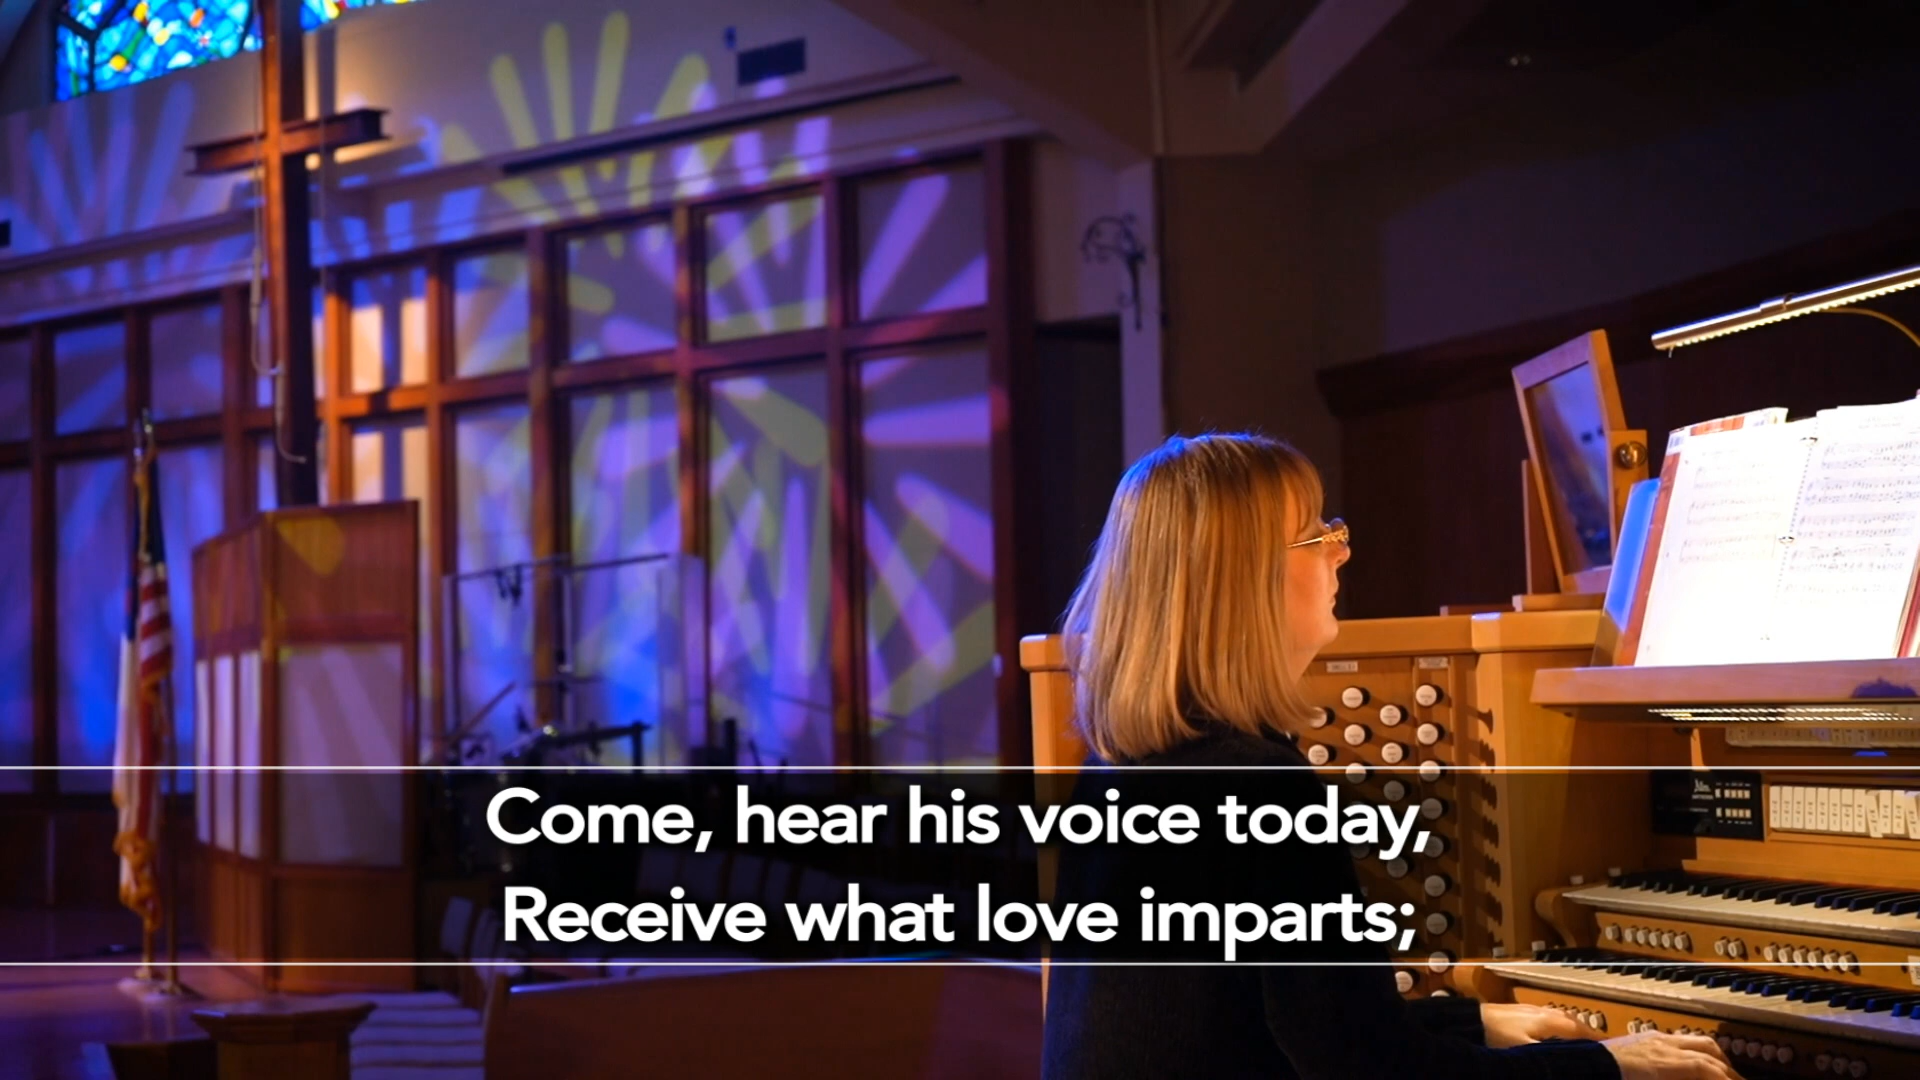 Come, hear his voice today,
Receive what love imparts;